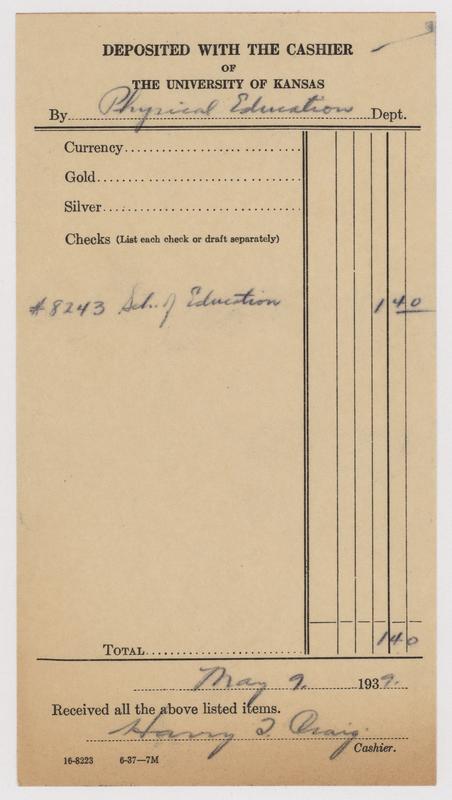 DEPOSITED WITH THE CASHIER
OF
THE UNIVERSITY OF KANSAS
By Physical Education Dept.
Currency
Gold
Silver
Checks (List each check or draft separately)
#8243 Sch. of Education 1 40
TOTAL 1 40
May 9, 1939.
Received all the above listed items.
Harry I. Craig.
Cashier.
16-8223 6-37—7M